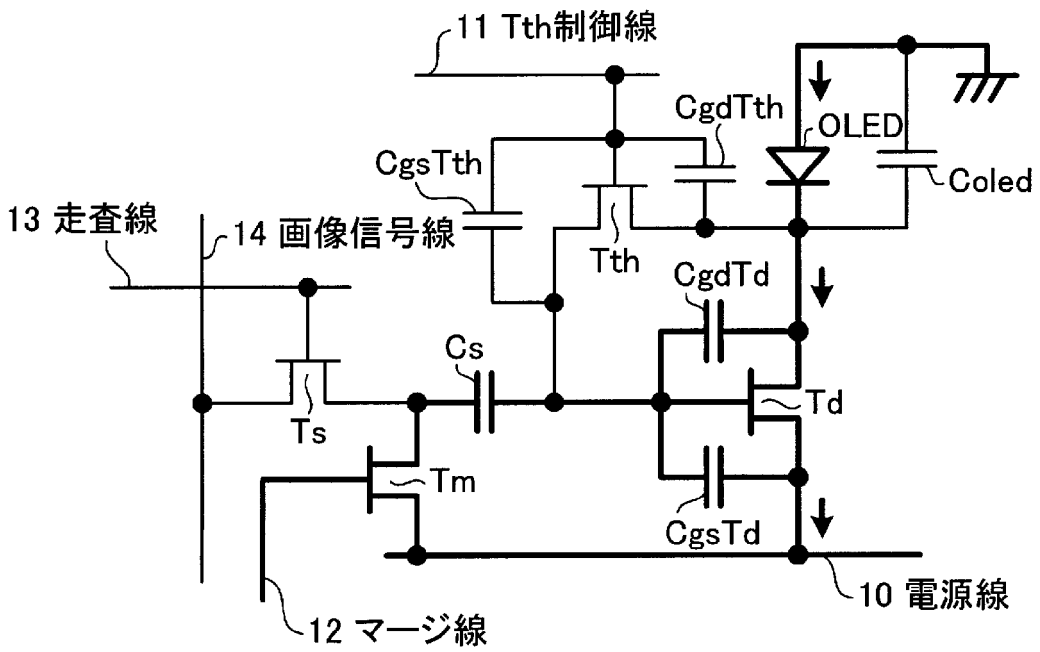 11 Tth制御線
CgdTth
OLED
CgsTth
Coled
13 走査線
14 画像信号線
Tth
CgdTd
Cs
Ts
Td
Tm
CgsTd
10 電源線
12 マージ線